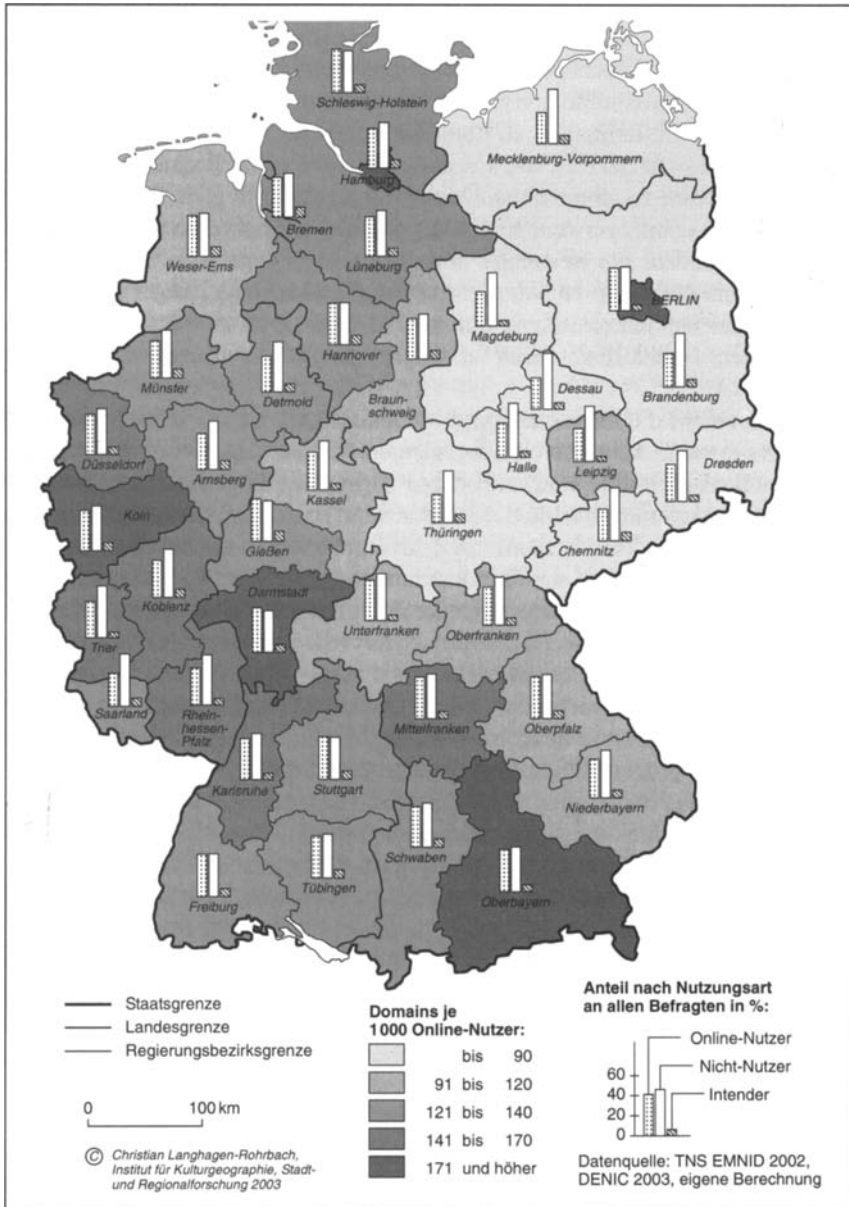 Schleswig-Holstein
Mecklenburg-Vorpommern
Hamburg
Bremen
Lüneburg
Weser-Ems
BERLIN
Magdeburg
Hannover
Münster
Detmold
Braun-
schweig
Dessau
Brandenburg
Düsseldorf
Arnsberg
Kassel
Halle
Leipzig
Dresden
Köln
Gießen
Thüringen
Chemnitz
Darmstadt
Koblenz
Trier
Unterfranken
Oberfranken
Saarland
Rhein-
hessen-
Pfalz
Mittelfranken
Oberpfalz
Karlsruhe
Stuttgart
Niederbayern
Schwaben
Freiburg
Tübingen
Oberbayern
Staatsgrenze
Landesgrenze
Regierungsbezirksgrenze
0 100 km
© Christian Langhagen-Rohrbach,
Institut für Kulturgeographie, Stadt-
und Regionalforschung 2003
Domains je
1000 Online-Nutzer:
bis 90
91 bis 120
121 bis 140
141 bis 170
171 und höher
Anteil nach Nutzungsart
an allen Befragten in %:
Online-Nutzer
Nicht-Nutzer
Intender
60
40
20
0
Datenquelle: TNS EMNID 2002,
DENIC 2003, eigene Berechnung